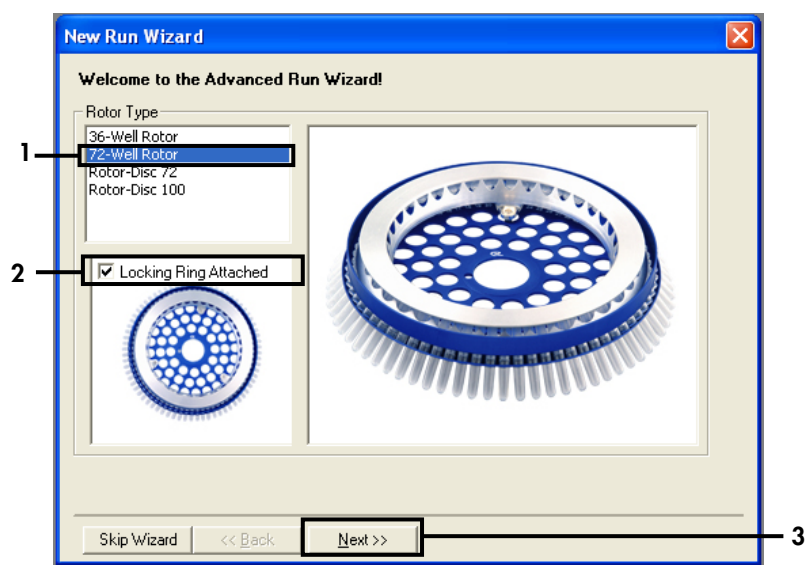 New Run Wizard
Welcome to the Advanced Run Wizard!
Rotor Type
36-Well Rotor
1
72-Well Rotor
Rotor-Disc 72
Rotor-Disc 100
2
Locking Ring Attached
Skip Wizard
<< Back
Next >>
3